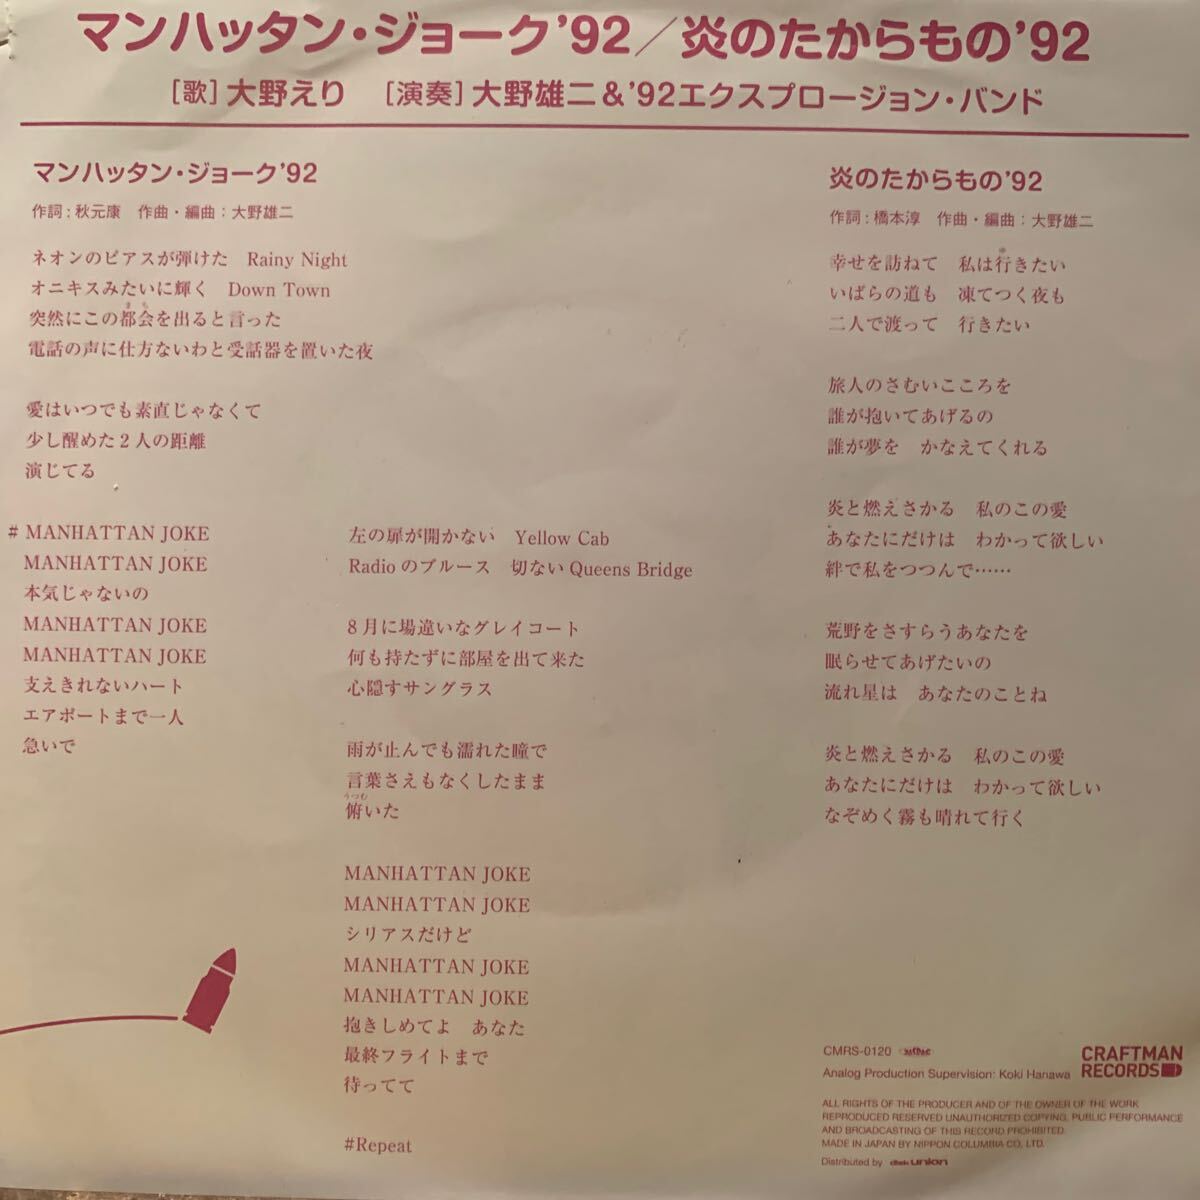 マンハッタン・ジョーク'92／炎のたからもの'92
［歌］大野えり　［演奏］大野雄二＆'92エクスプロージョン・バンド
マンハッタン・ジョーク'92
作詞：秋元康　作曲・編曲：大野雄二
ネオンのピアスが弾けた　Rainy Night
オニキスみたいに輝く　Down Town
まち
突然にこの都会を出ると言った
電話の声に仕方ないわと受話器を置いた夜
愛はいつでも素直じゃなくて
少し醒めた2人の距離
演じてる
# MANHATTAN JOKE
MANHATTAN JOKE
本気じゃないの
MANHATTAN JOKE
MANHATTAN JOKE
支えきれないハート
エアポートまで一人
急いで
左の扉が開かない　Yellow Cab
Radioのブルース　切ないQueens Bridge
8月に場違いなグレイコート
何も持たずに部屋を出て来た
心隠すサングラス
雨が止んでも濡れた瞳で
言葉さえもなくしたまま
うつむ
俯いた
MANHATTAN JOKE
MANHATTAN JOKE
シリアスだけど
MANHATTAN JOKE
MANHATTAN JOKE
抱きしめてよ　あなた
最終フライトまで
待ってて
#Repeat
炎のたからもの'92
作詞：橋本淳　作曲・編曲：大野雄二
ゆ
幸せを訪ねて　私は行きたい
いばらの道も　凍てつく夜も
二人で渡って　行きたい
旅人のさむいこころを
誰が抱いてあげるの
誰が夢を　かなえてくれる
炎と燃えさかる　私のこの愛
あなたにだけは　わかって欲しい
絆で私をつつんで……
荒野をさすらうあなたを
眠らせてあげたいの
流れ星は　あなたのことね
炎と燃えさかる　私のこの愛
あなたにだけは　わかって欲しい
なぞめく霧も晴れて行く
CMRS-0120
Analog Production Supervision: Koki Hanawa
CRAFTMAN
RECORDS
ALL RIGHTS OF THE PRODUCER AND OF THE OWNER OF THE WORK
REPRODUCED RESERVED UNAUTHORIZED COPYING, PUBLIC PERFORMANCE
AND BROADCASTING OF THIS RECORD PROHIBITED.
MADE IN JAPAN BY NIPPON COLUMBIA CO., LTD.
Distributed by disk union